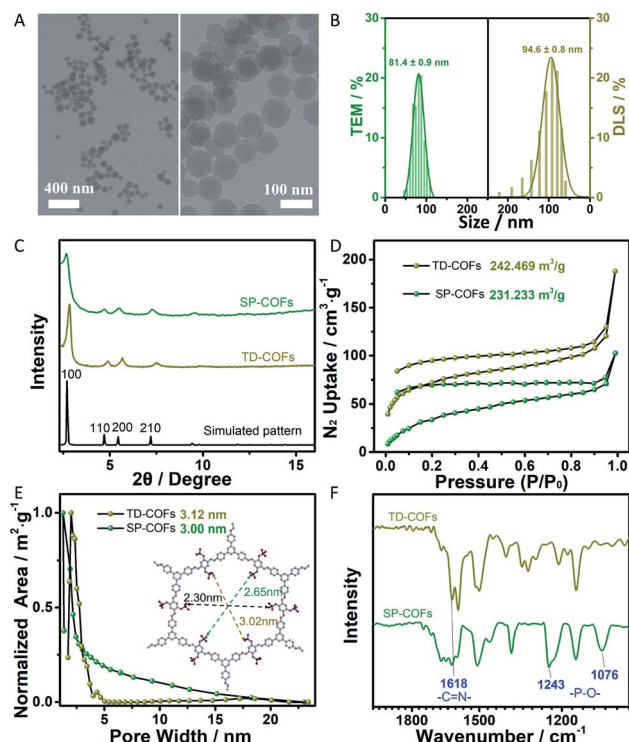 A
400 nm
100 nm
B
TEM / %
DLS / %
30
20
10
0
81.4 ± 0.9 nm
94.6 ± 0.8 nm
30
20
10
0
0 100 200 200 100 0
Size / nm
C
Intensity
SP-COFs
TD-COFs
100
110 200 210
Simulated pattern
5 10 15
2θ / Degree
D
N₂ Uptake / cm³·g⁻¹
TD-COFs 242.469 m³/g
SP-COFs 231.233 m³/g
200
150
100
50
0
0.0 0.2 0.4 0.6 0.8 1.0
Pressure (P/P₀)
E
Normalized Area / m²·g⁻¹
TD-COFs 3.12 nm
SP-COFs 3.00 nm
1.0
0.5
0.0
2.30nm
2.65nm
3.02nm
5 10 15 20
Pore Width / nm
F
Intensity
TD-COFs
SP-COFs
1618
-C=N-
1243
-P-O-
1076
1800 1500 1200
Wavenumber / cm⁻¹